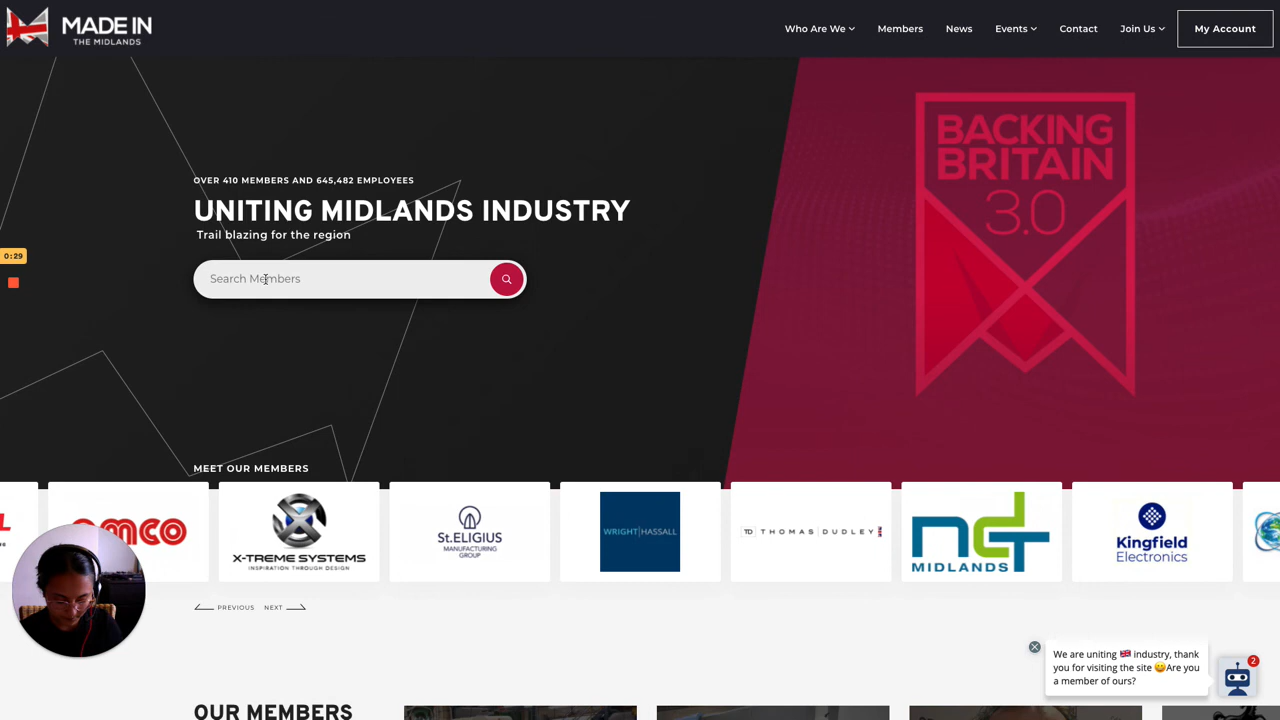 MADE IN
THE MIDLANDS
Who Are We
Members
News
Events
Contact
Join Us
My Account
BACKING
BRITAIN
3.0
OVER 410 MEMBERS AND 645,482 EMPLOYEES
UNITING MIDLANDS INDUSTRY
Trail blazing for the region
0:29
Search Members
MEET OUR MEMBERS
amco
X-TREME SYSTEMS
INSPIRATION THROUGH DESIGN
St.ELIGIUS
MANUFACTURING
GROUP
WRIGHT HASSALL
TD THOMAS DUDLEY
nct
MIDLANDS
Kingfield
Electronics
PREVIOUS NEXT
We are uniting 🇬🇧 industry, thank
you for visiting the site 😀Are you
a member of ours?
2
OUR MEMBERS